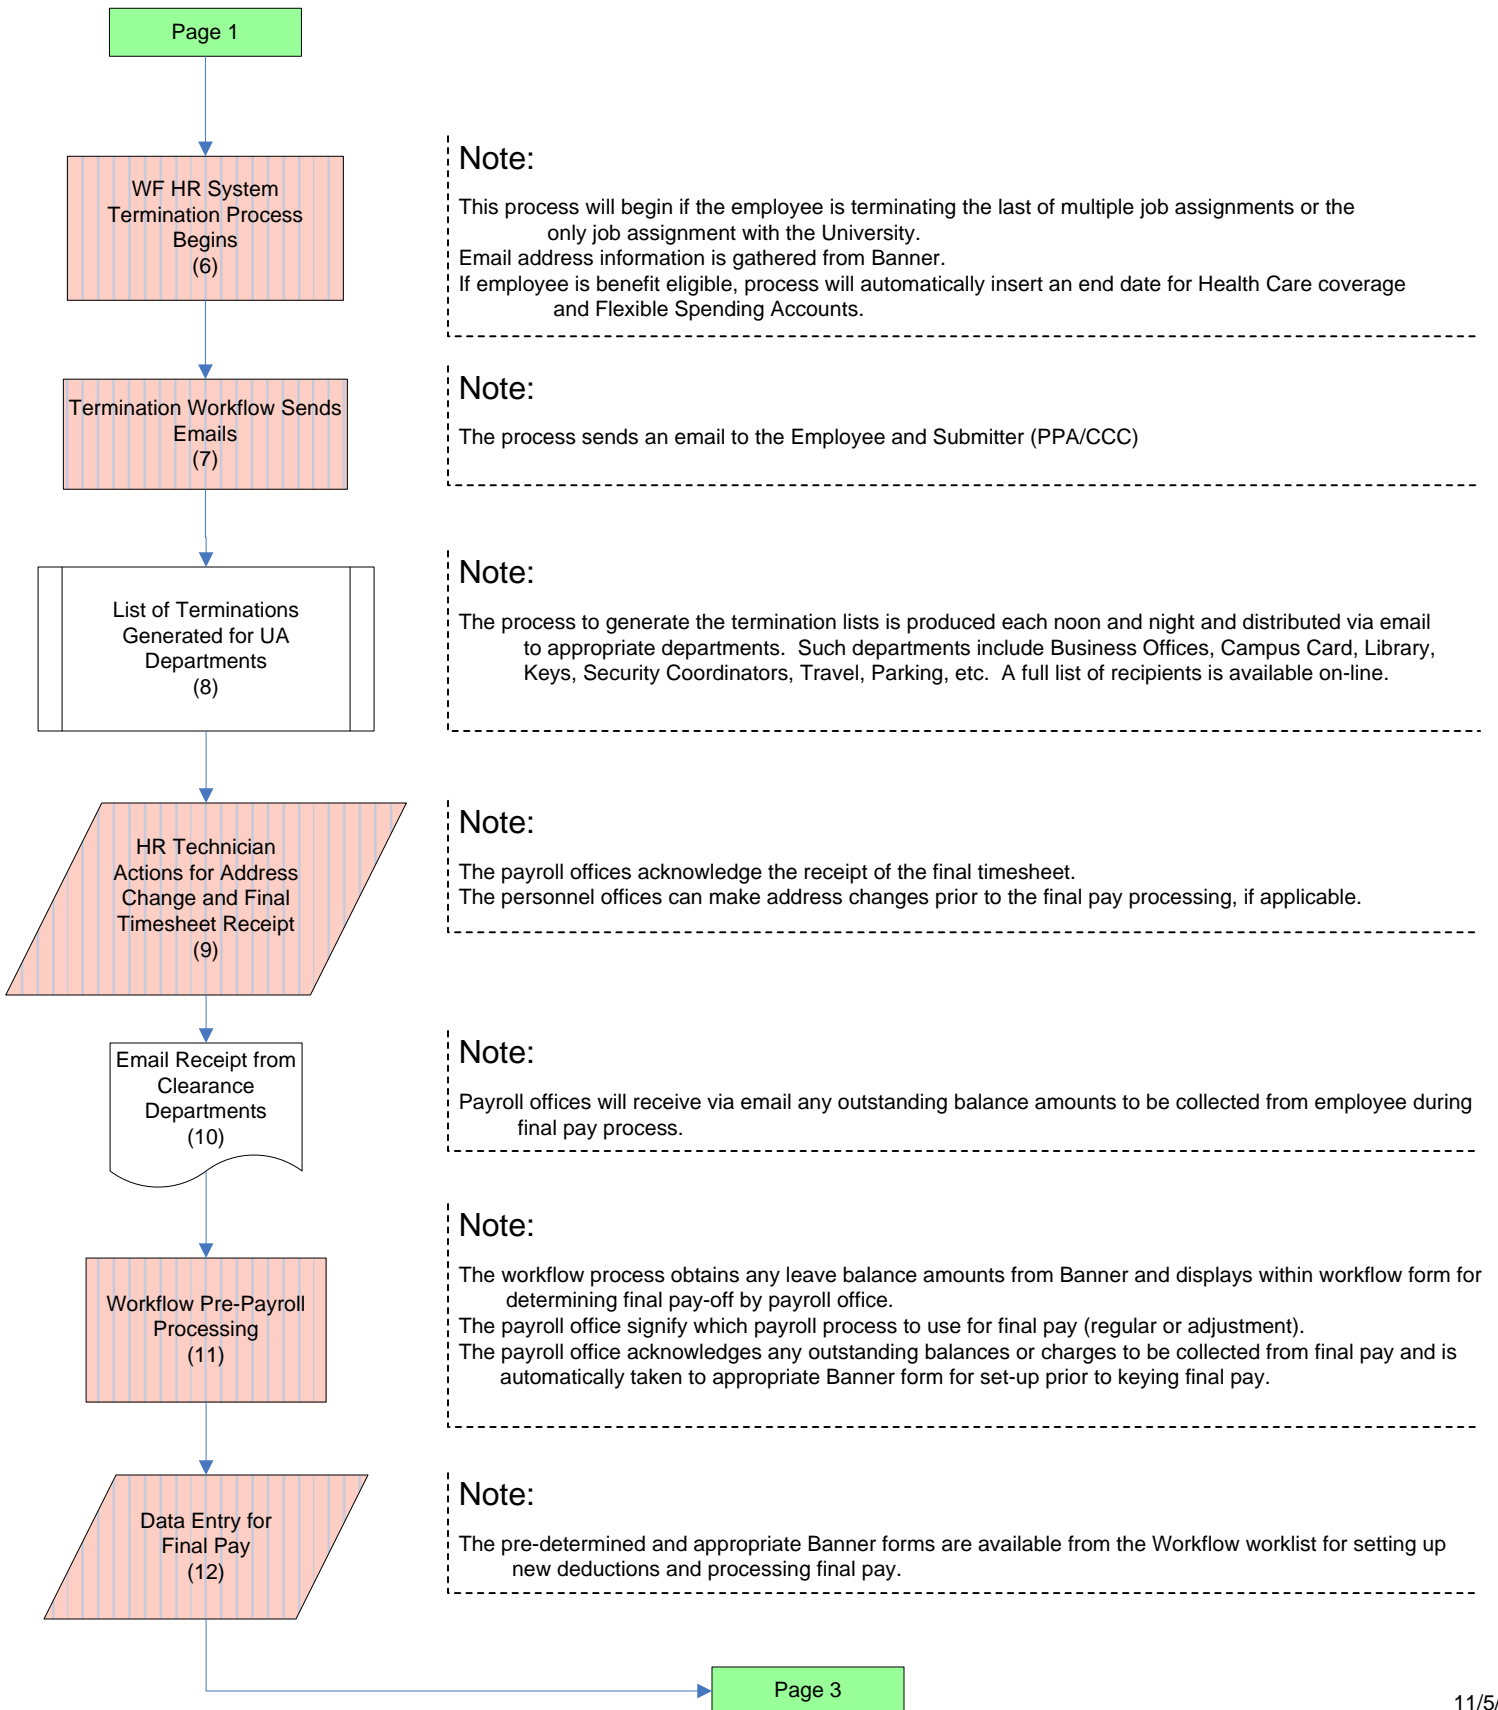 Page 1
WF HR System
Termination Process
Begins
(6)
Note:
This process will begin if the employee is terminating the last of multiple job assignments or the
only job assignment with the University.
Email address information is gathered from Banner.
If employee is benefit eligible, process will automatically insert an end date for Health Care coverage
and Flexible Spending Accounts.
Termination Workflow Sends
Emails
(7)
Note:
The process sends an email to the Employee and Submitter (PPA/CCC)
List of Terminations
Generated for UA
Departments
(8)
Note:
The process to generate the termination lists is produced each noon and night and distributed via email
to appropriate departments.  Such departments include Business Offices, Campus Card, Library,
Keys, Security Coordinators, Travel, Parking, etc.  A full list of recipients is available on-line.
HR Technician
Actions for Address
Change and Final
Timesheet Receipt
(9)
Note:
The payroll offices acknowledge the receipt of the final timesheet.
The personnel offices can make address changes prior to the final pay processing, if applicable.
Email Receipt from
Clearance
Departments
(10)
Note:
Payroll offices will receive via email any outstanding balance amounts to be collected from employee during
final pay process.
Workflow Pre-Payroll
Processing
(11)
Note:
The workflow process obtains any leave balance amounts from Banner and displays within workflow form for
determining final pay-off by payroll office.
The payroll office signify which payroll process to use for final pay (regular or adjustment).
The payroll office acknowledges any outstanding balances or charges to be collected from final pay and is
automatically taken to appropriate Banner form for set-up prior to keying final pay.
Data Entry for
Final Pay
(12)
Note:
The pre-determined and appropriate Banner forms are available from the Workflow worklist for setting up
new deductions and processing final pay.
Page 3
11/5/